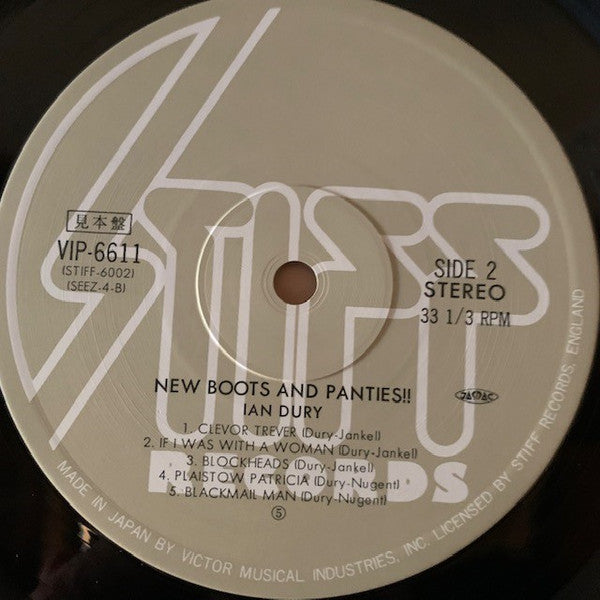 STIFF
RECORDS
見本盤
VIP-6611
(STIFF-6002)
(SEEZ-4-B)
SIDE 2
STEREO
33 1/3 RPM
NEW BOOTS AND PANTIES!!
IAN DURY
JASRAC
1. CLEVOR TREVER (Dury-Jankel)
2. IF I WAS WITH A WOMAN (Dury-Jankel)
3. BLOCKHEADS (Dury-Jankel)
4. PLAISTOW PATRICIA (Dury-Nugent)
5. BLACKMAIL MAN (Dury-Nugent)
⑤
MADE IN JAPAN BY VICTOR MUSICAL INDUSTRIES, INC. LICENSED BY STIFF RECORDS, ENGLAND